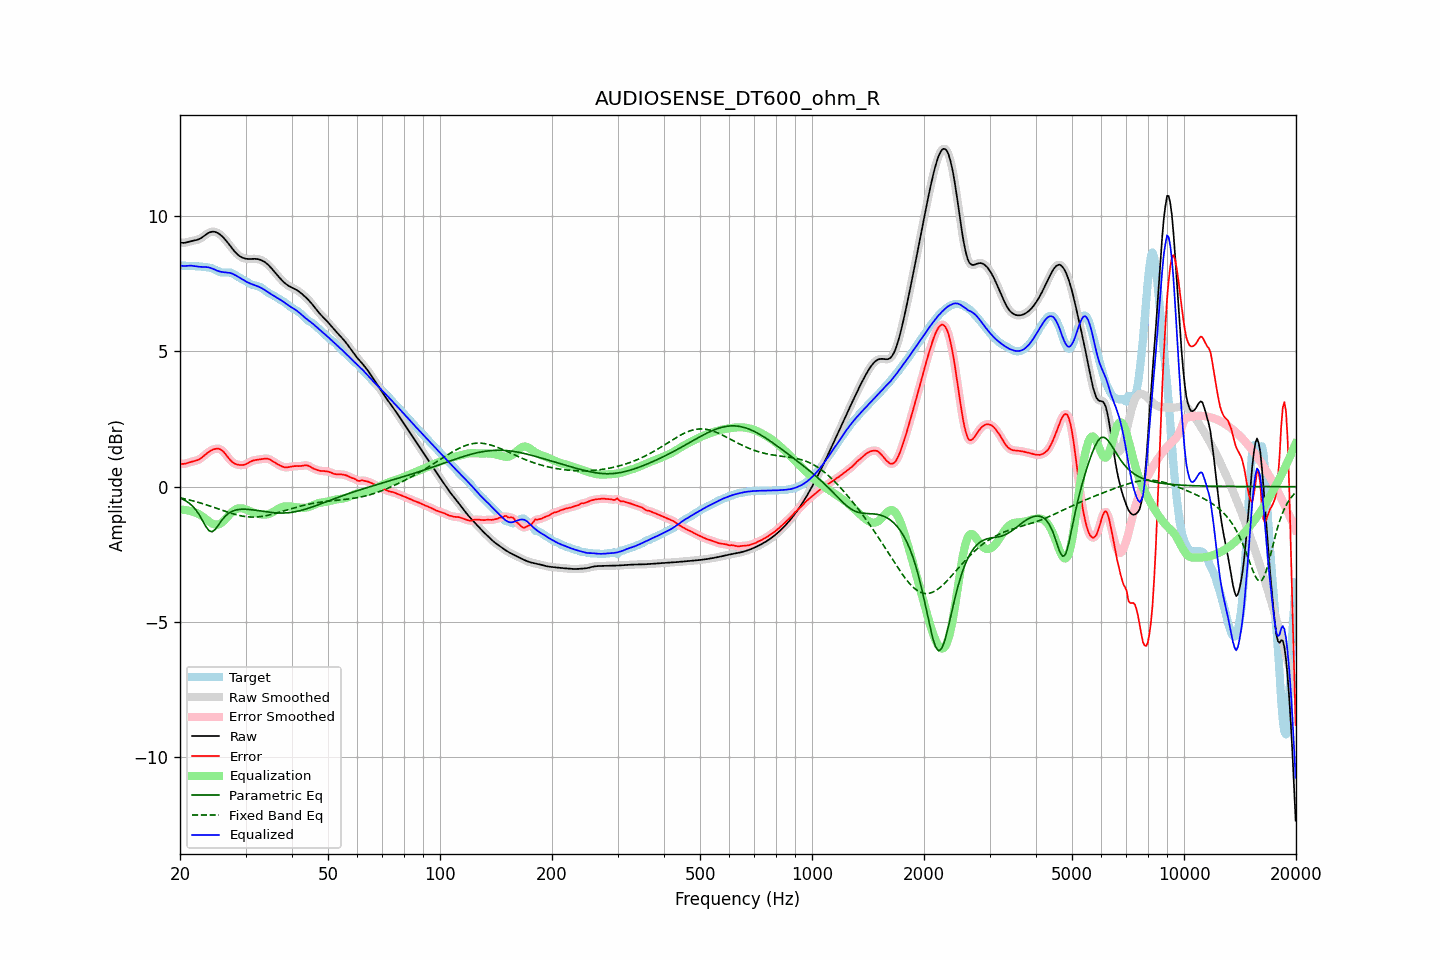 AUDIOSENSE_DT600_ohm_R
Amplitude (dBr)
10
5
0
−5
−10
Target
Raw Smoothed
Error Smoothed
Raw
Error
Equalization
Parametric Eq
Fixed Band Eq
Equalized
20
50
100
200
500
1000
2000
5000
10000
20000
Frequency (Hz)